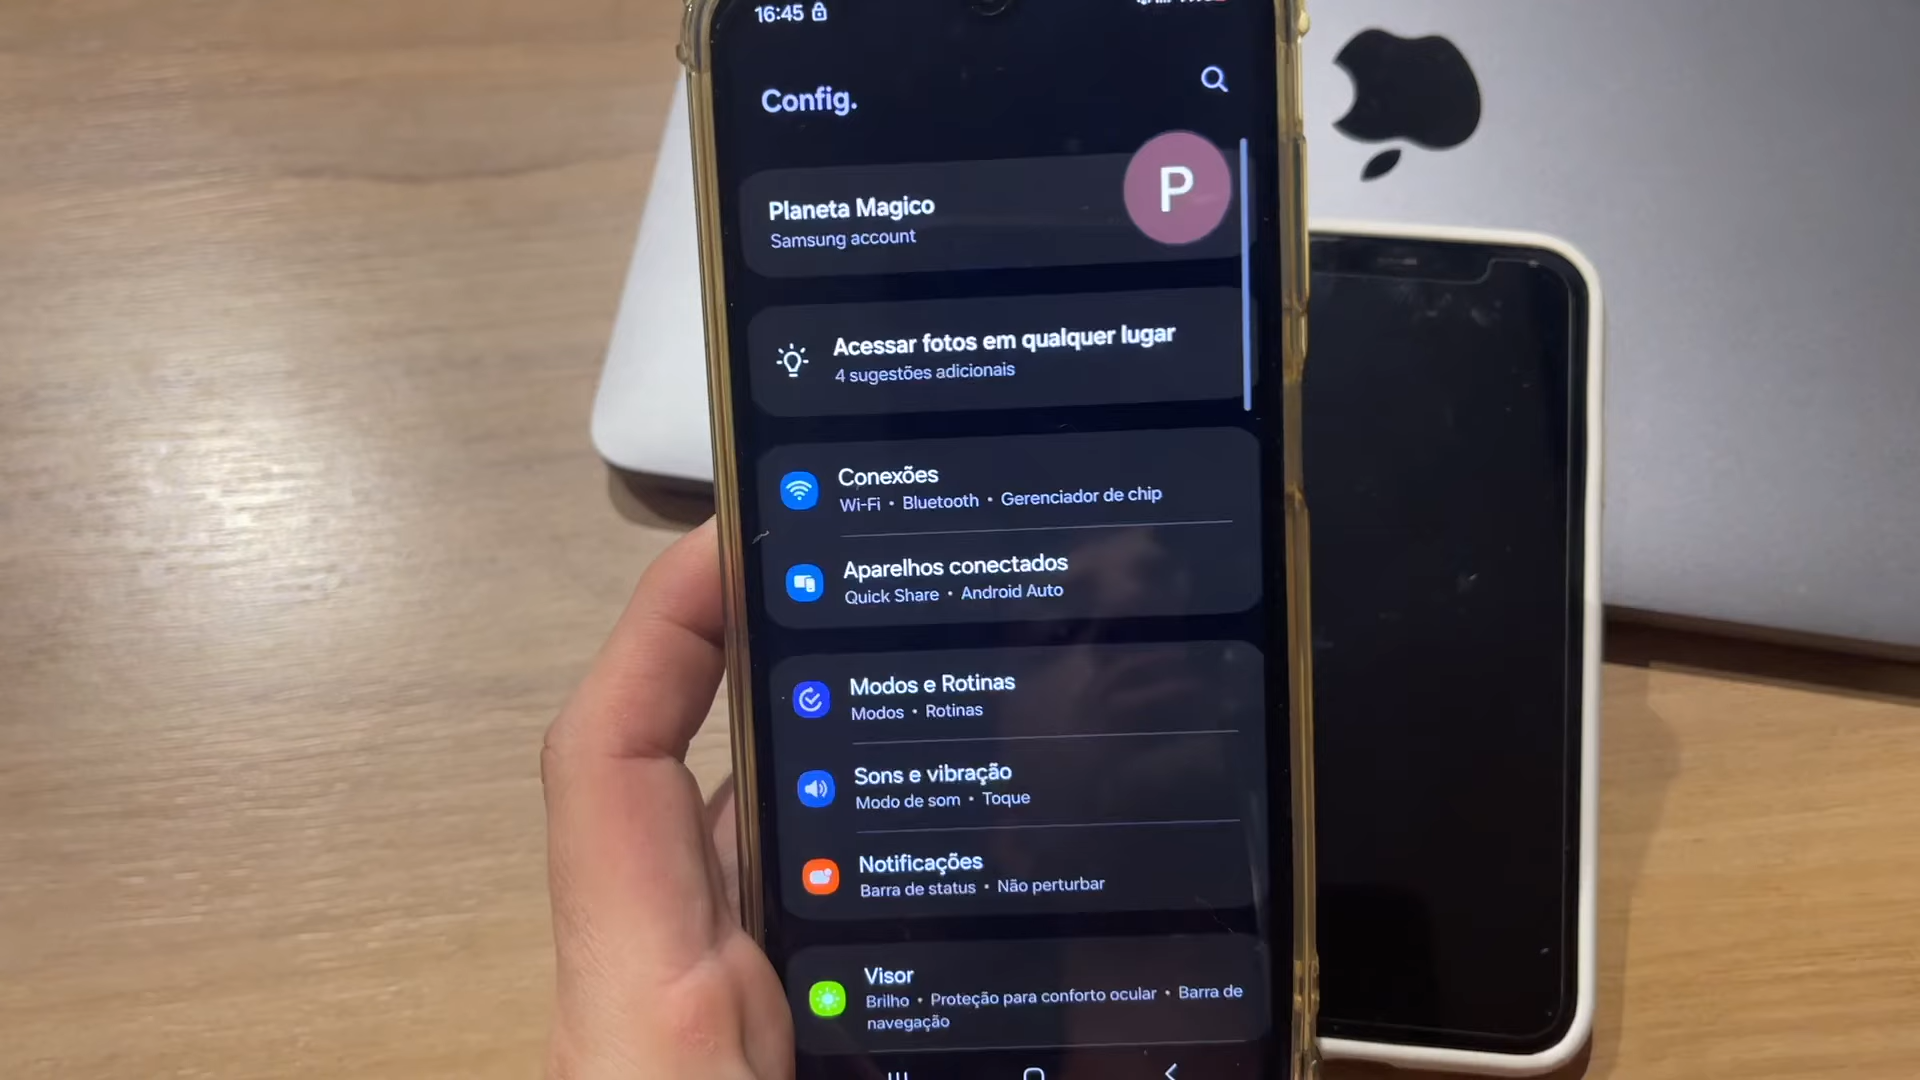 16:45
Config.
Planeta Magico
Samsung account
P
Acessar fotos em qualquer lugar
4 sugestões adicionais
Conexões
Wi-Fi • Bluetooth • Gerenciador de chip
Aparelhos conectados
Quick Share • Android Auto
Modos e Rotinas
Modos • Rotinas
Sons e vibração
Modo de som • Toque
Notificações
Barra de status • Não perturbar
Visor
Brilho • Proteção para conforto ocular • Barra de
navegação